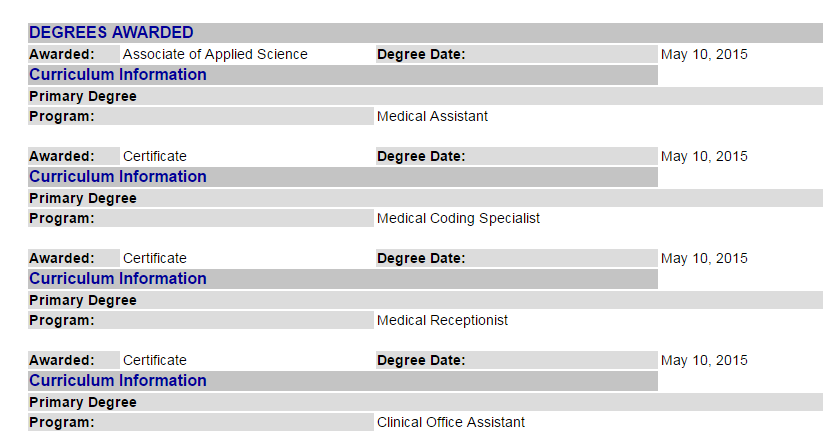 DEGREES AWARDED
Awarded: Associate of Applied Science Degree Date: May 10, 2015
Curriculum Information
Primary Degree
Program: Medical Assistant
Awarded: Certificate Degree Date: May 10, 2015
Curriculum Information
Primary Degree
Program: Medical Coding Specialist
Awarded: Certificate Degree Date: May 10, 2015
Curriculum Information
Primary Degree
Program: Medical Receptionist
Awarded: Certificate Degree Date: May 10, 2015
Curriculum Information
Primary Degree
Program: Clinical Office Assistant